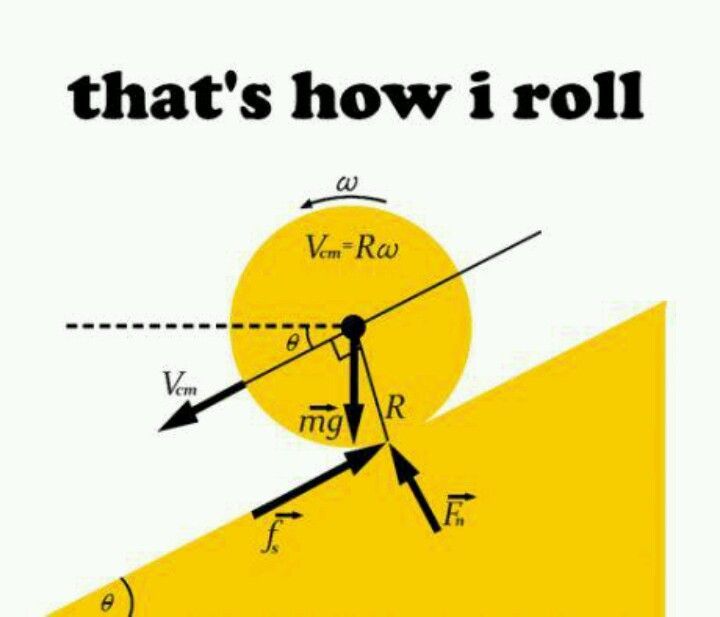 that's how i roll
ω
Vcm=Rω
θ
Vcm
mg
R
Fn
fs
θ